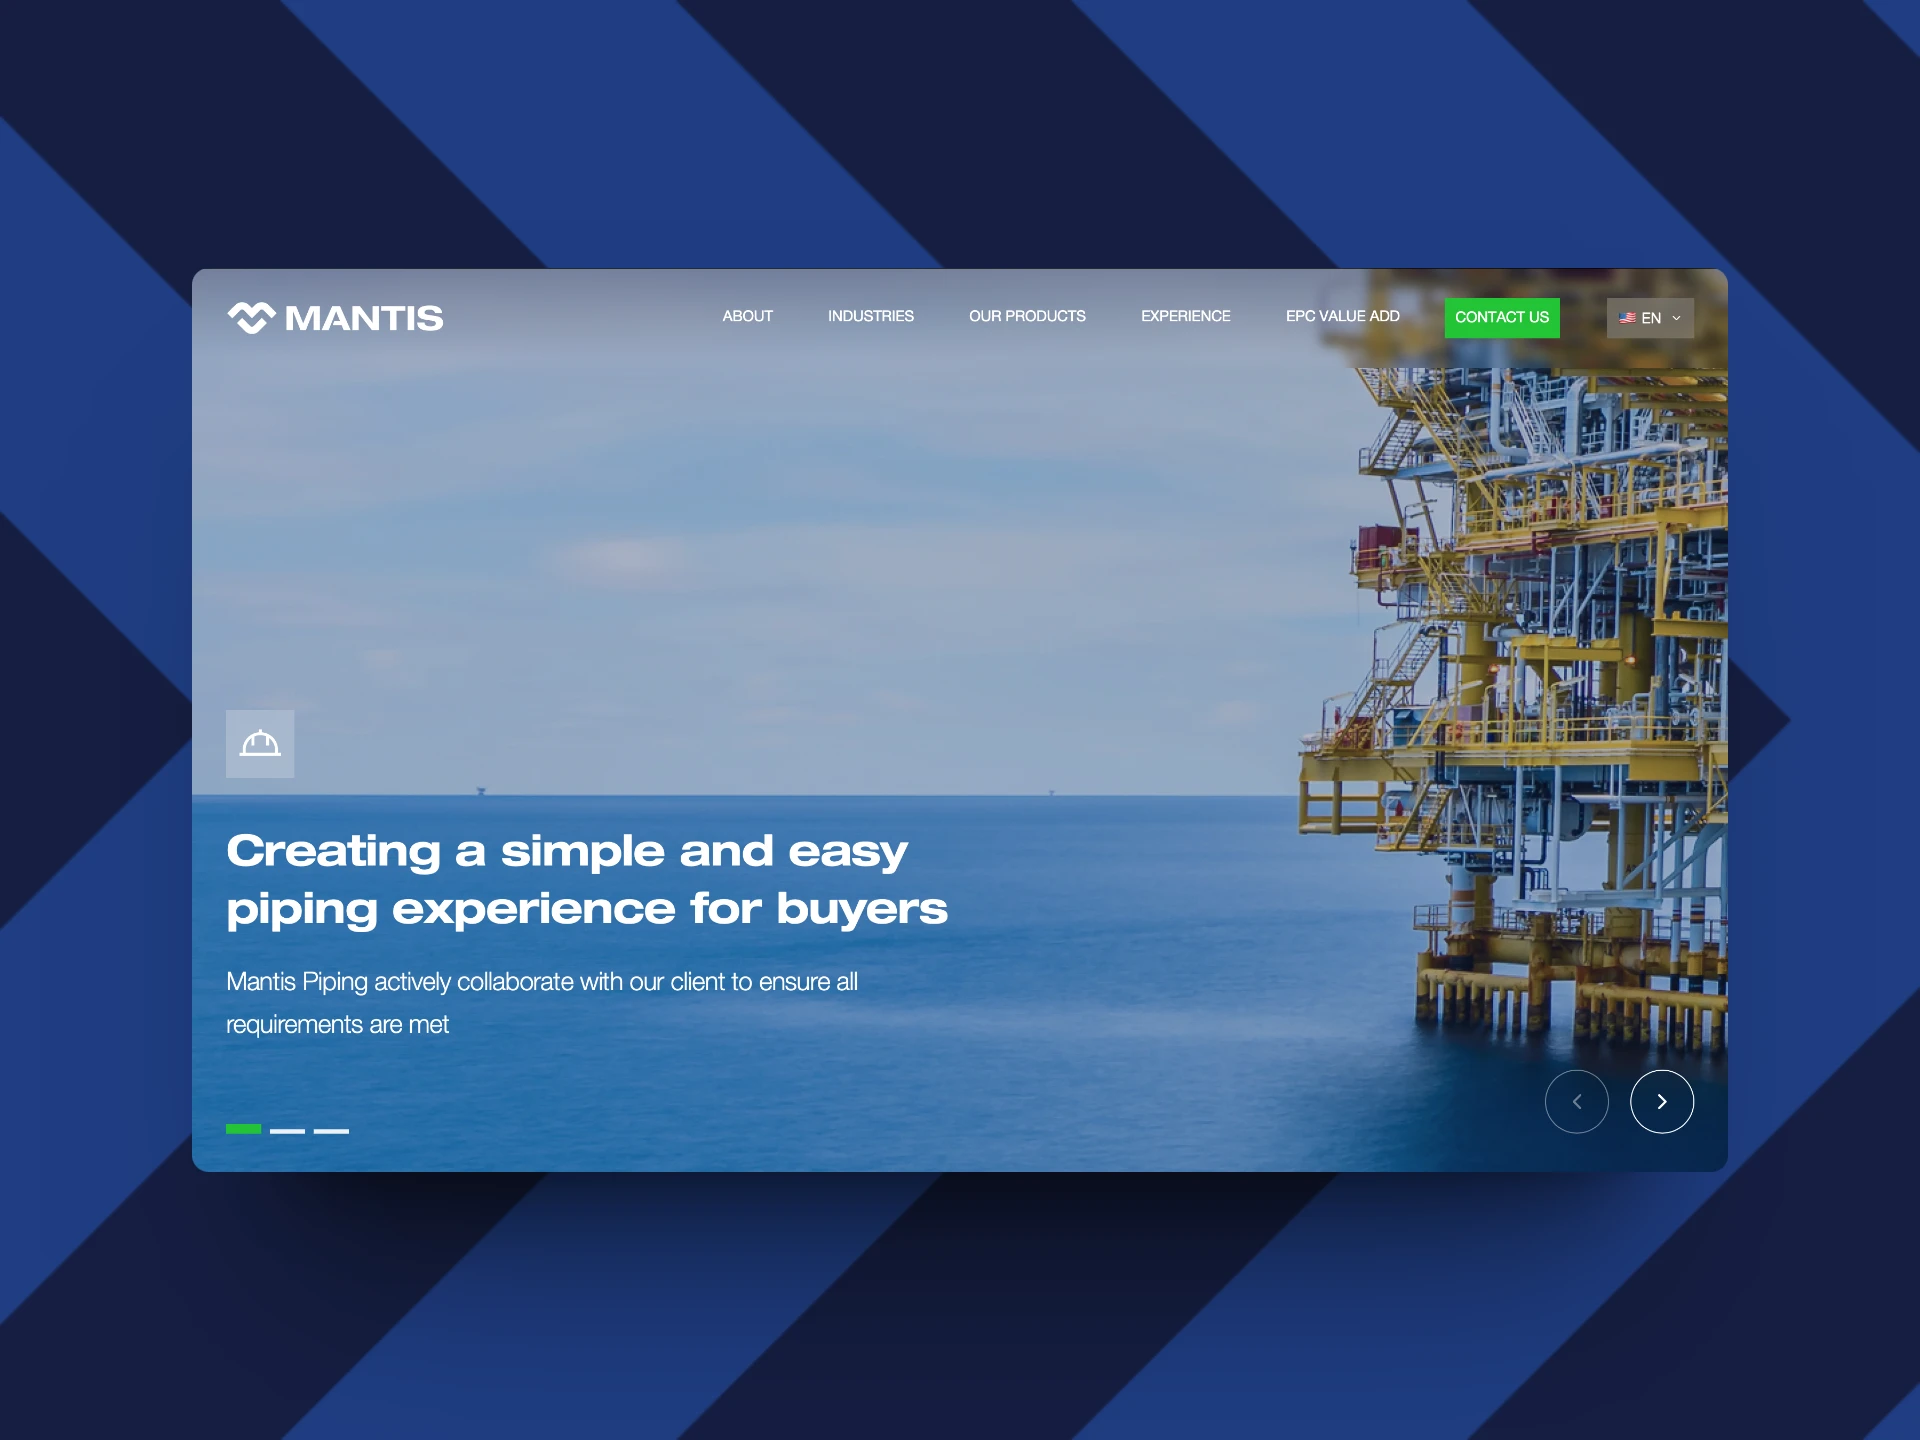 MANTIS
ABOUT
INDUSTRIES
OUR PRODUCTS
EXPERIENCE
EPC VALUE ADD
CONTACT US
EN
Creating a simple and easy
piping experience for buyers
Mantis Piping actively collaborate with our client to ensure all
requirements are met